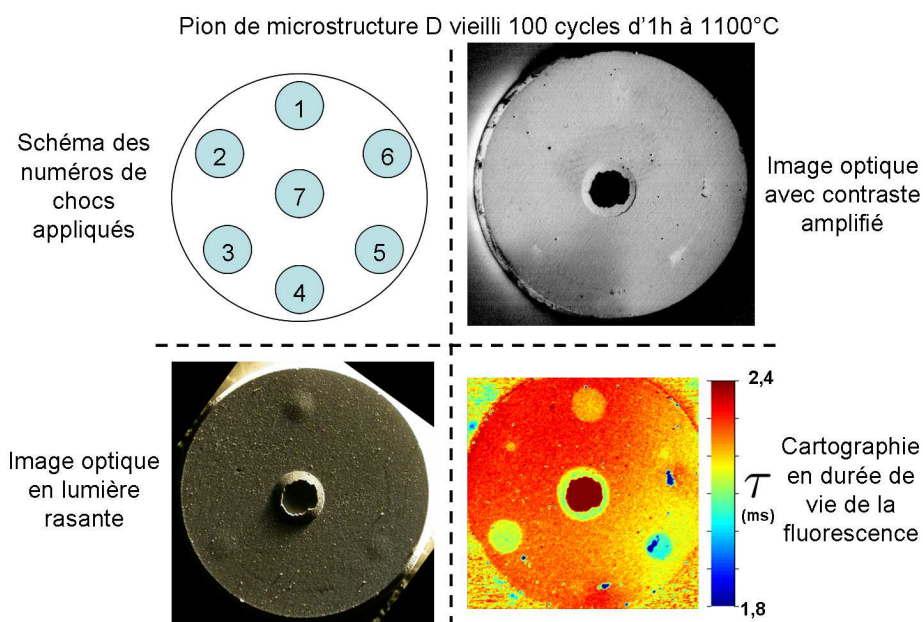 Pion de microstructure D vieilli 100 cycles d'1h à 1100°C
Schéma des
numéros de
chocs
appliqués
1
2
6
7
3
5
4
Image optique
avec contraste
amplifié
Image optique
en lumière
rasante
2,4
τ
(ms)
1,8
Cartographie
en durée de
vie de la
fluorescence